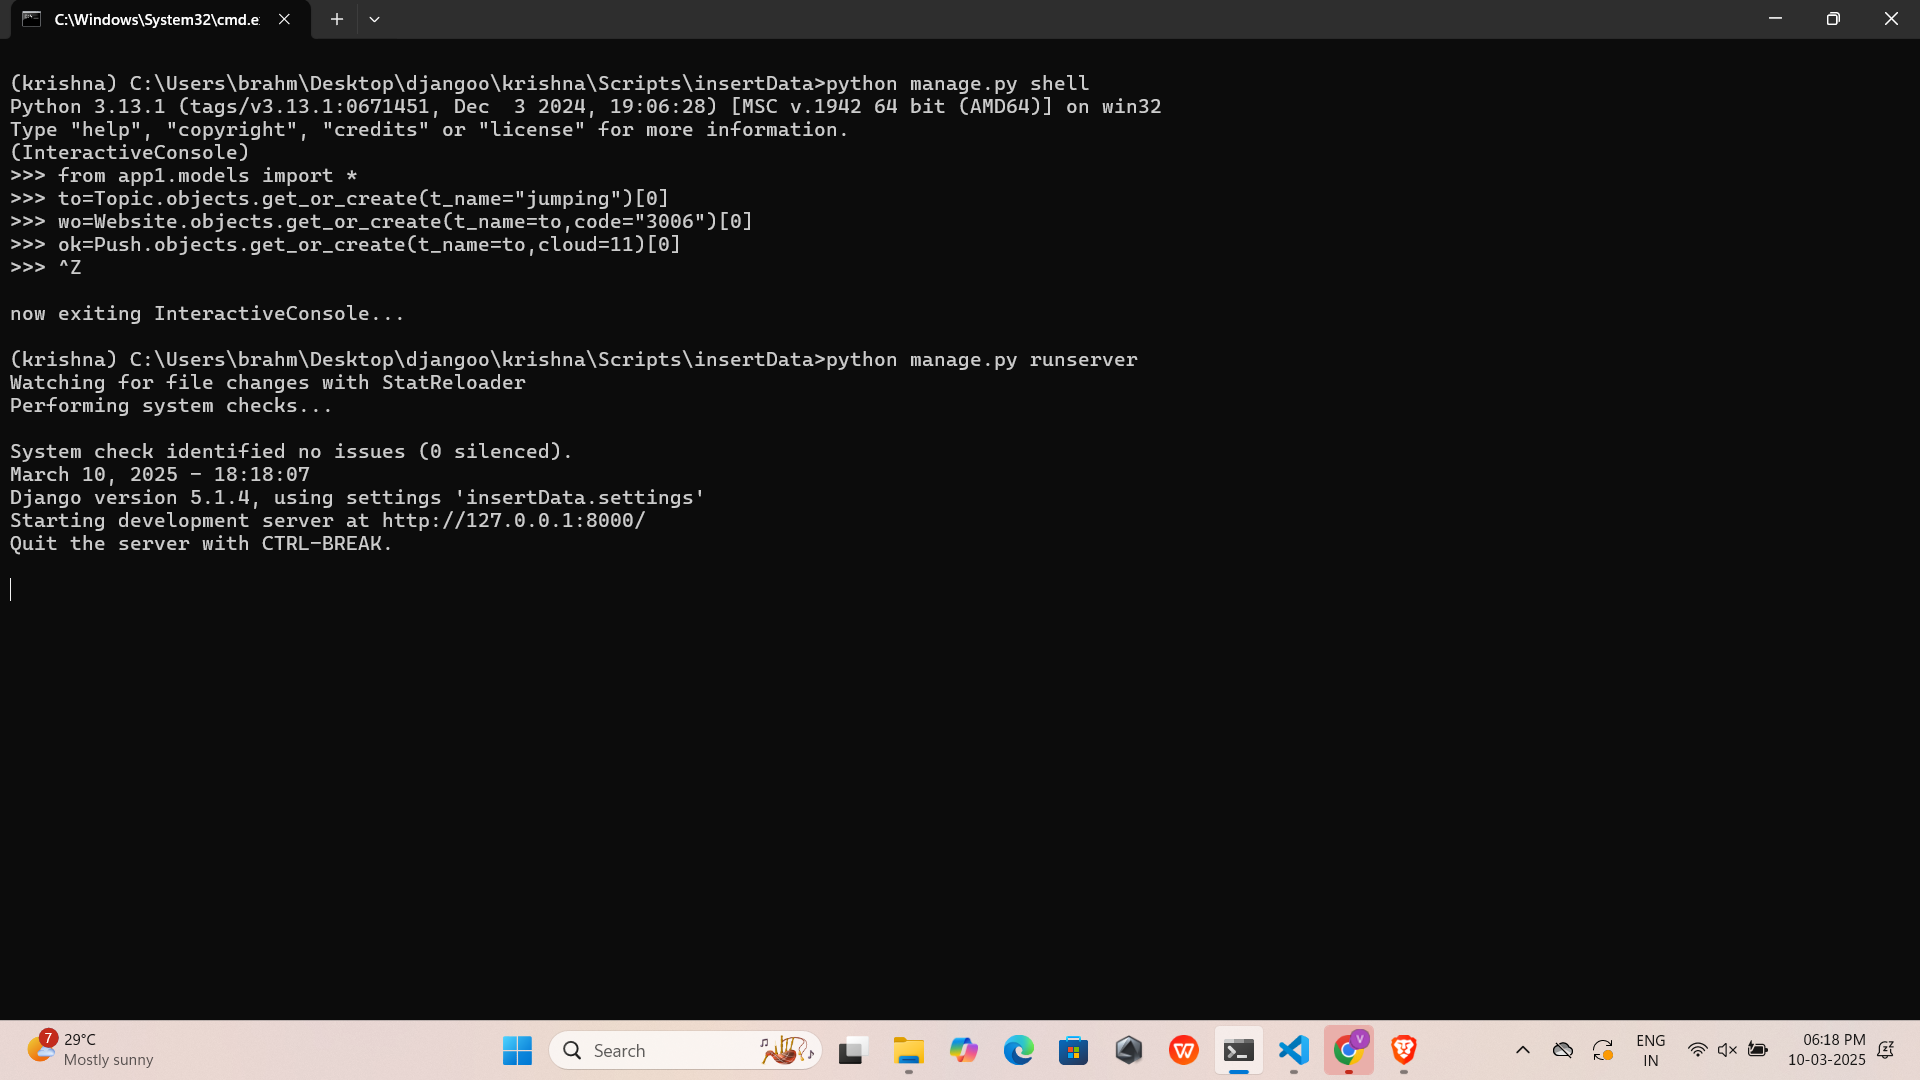 C:\Windows\System32\cmd.e
(krishna) C:\Users\brahm\Desktop\djangoo\krishna\Scripts\insertData>python manage.py shell
Python 3.13.1 (tags/v3.13.1:0671451, Dec  3 2024, 19:06:28) [MSC v.1942 64 bit (AMD64)] on win32
Type "help", "copyright", "credits" or "license" for more information.
(InteractiveConsole)
>>> from app1.models import *
>>> to=Topic.objects.get_or_create(t_name="jumping")[0]
>>> wo=Website.objects.get_or_create(t_name=to,code="3006")[0]
>>> ok=Push.objects.get_or_create(t_name=to,cloud=11)[0]
>>> ^Z
now exiting InteractiveConsole...
(krishna) C:\Users\brahm\Desktop\djangoo\krishna\Scripts\insertData>python manage.py runserver
Watching for file changes with StatReloader
Performing system checks...
System check identified no issues (0 silenced).
March 10, 2025 - 18:18:07
Django version 5.1.4, using settings 'insertData.settings'
Starting development server at http://127.0.0.1:8000/
Quit the server with CTRL-BREAK.
7
29°C
Mostly sunny
Search
V
ENG
IN
06:18 PM
10-03-2025